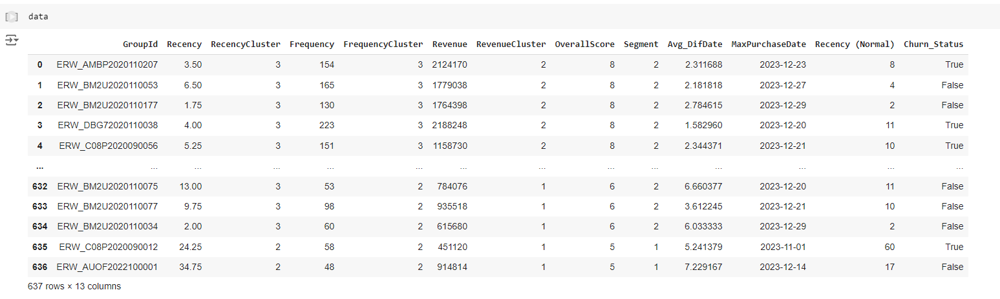 data
GroupId Recency RecencyCluster Frequency FrequencyCluster Revenue RevenueCluster OverallScore Segment Avg_DifDate MaxPurchaseDate Recency (Normal) Churn_Status
0 ERW_AMBP2020110207 3.50 3 154 3 2124170 2 8 2 2.311688 2023-12-23 8 True
1 ERW_BM2U2020110053 6.50 3 165 3 1779038 2 8 2 2.181818 2023-12-27 4 False
2 ERW_BM2U2020110177 1.75 3 130 3 1764398 2 8 2 2.784615 2023-12-29 2 False
3 ERW_DBG72020110038 4.00 3 223 3 2188248 2 8 2 1.582960 2023-12-20 11 True
4 ERW_C08P2020090056 5.25 3 151 3 1158730 2 8 2 2.344371 2023-12-21 10 True
... ... ... ... ... ... ... ... ... ... ... ... ... ...
632 ERW_BM2U2020110075 13.00 3 53 2 784076 1 6 2 6.660377 2023-12-20 11 False
633 ERW_BM2U2020110077 9.75 3 98 2 935518 1 6 2 3.612245 2023-12-21 10 False
634 ERW_BM2U2020110034 2.00 3 60 2 615680 1 6 2 6.033333 2023-12-29 2 False
635 ERW_C08P2020090012 24.25 2 58 2 451120 1 5 1 5.241379 2023-11-01 60 True
636 ERW_AUOF2022100001 34.75 2 48 2 914814 1 5 1 7.229167 2023-12-14 17 False
637 rows × 13 columns